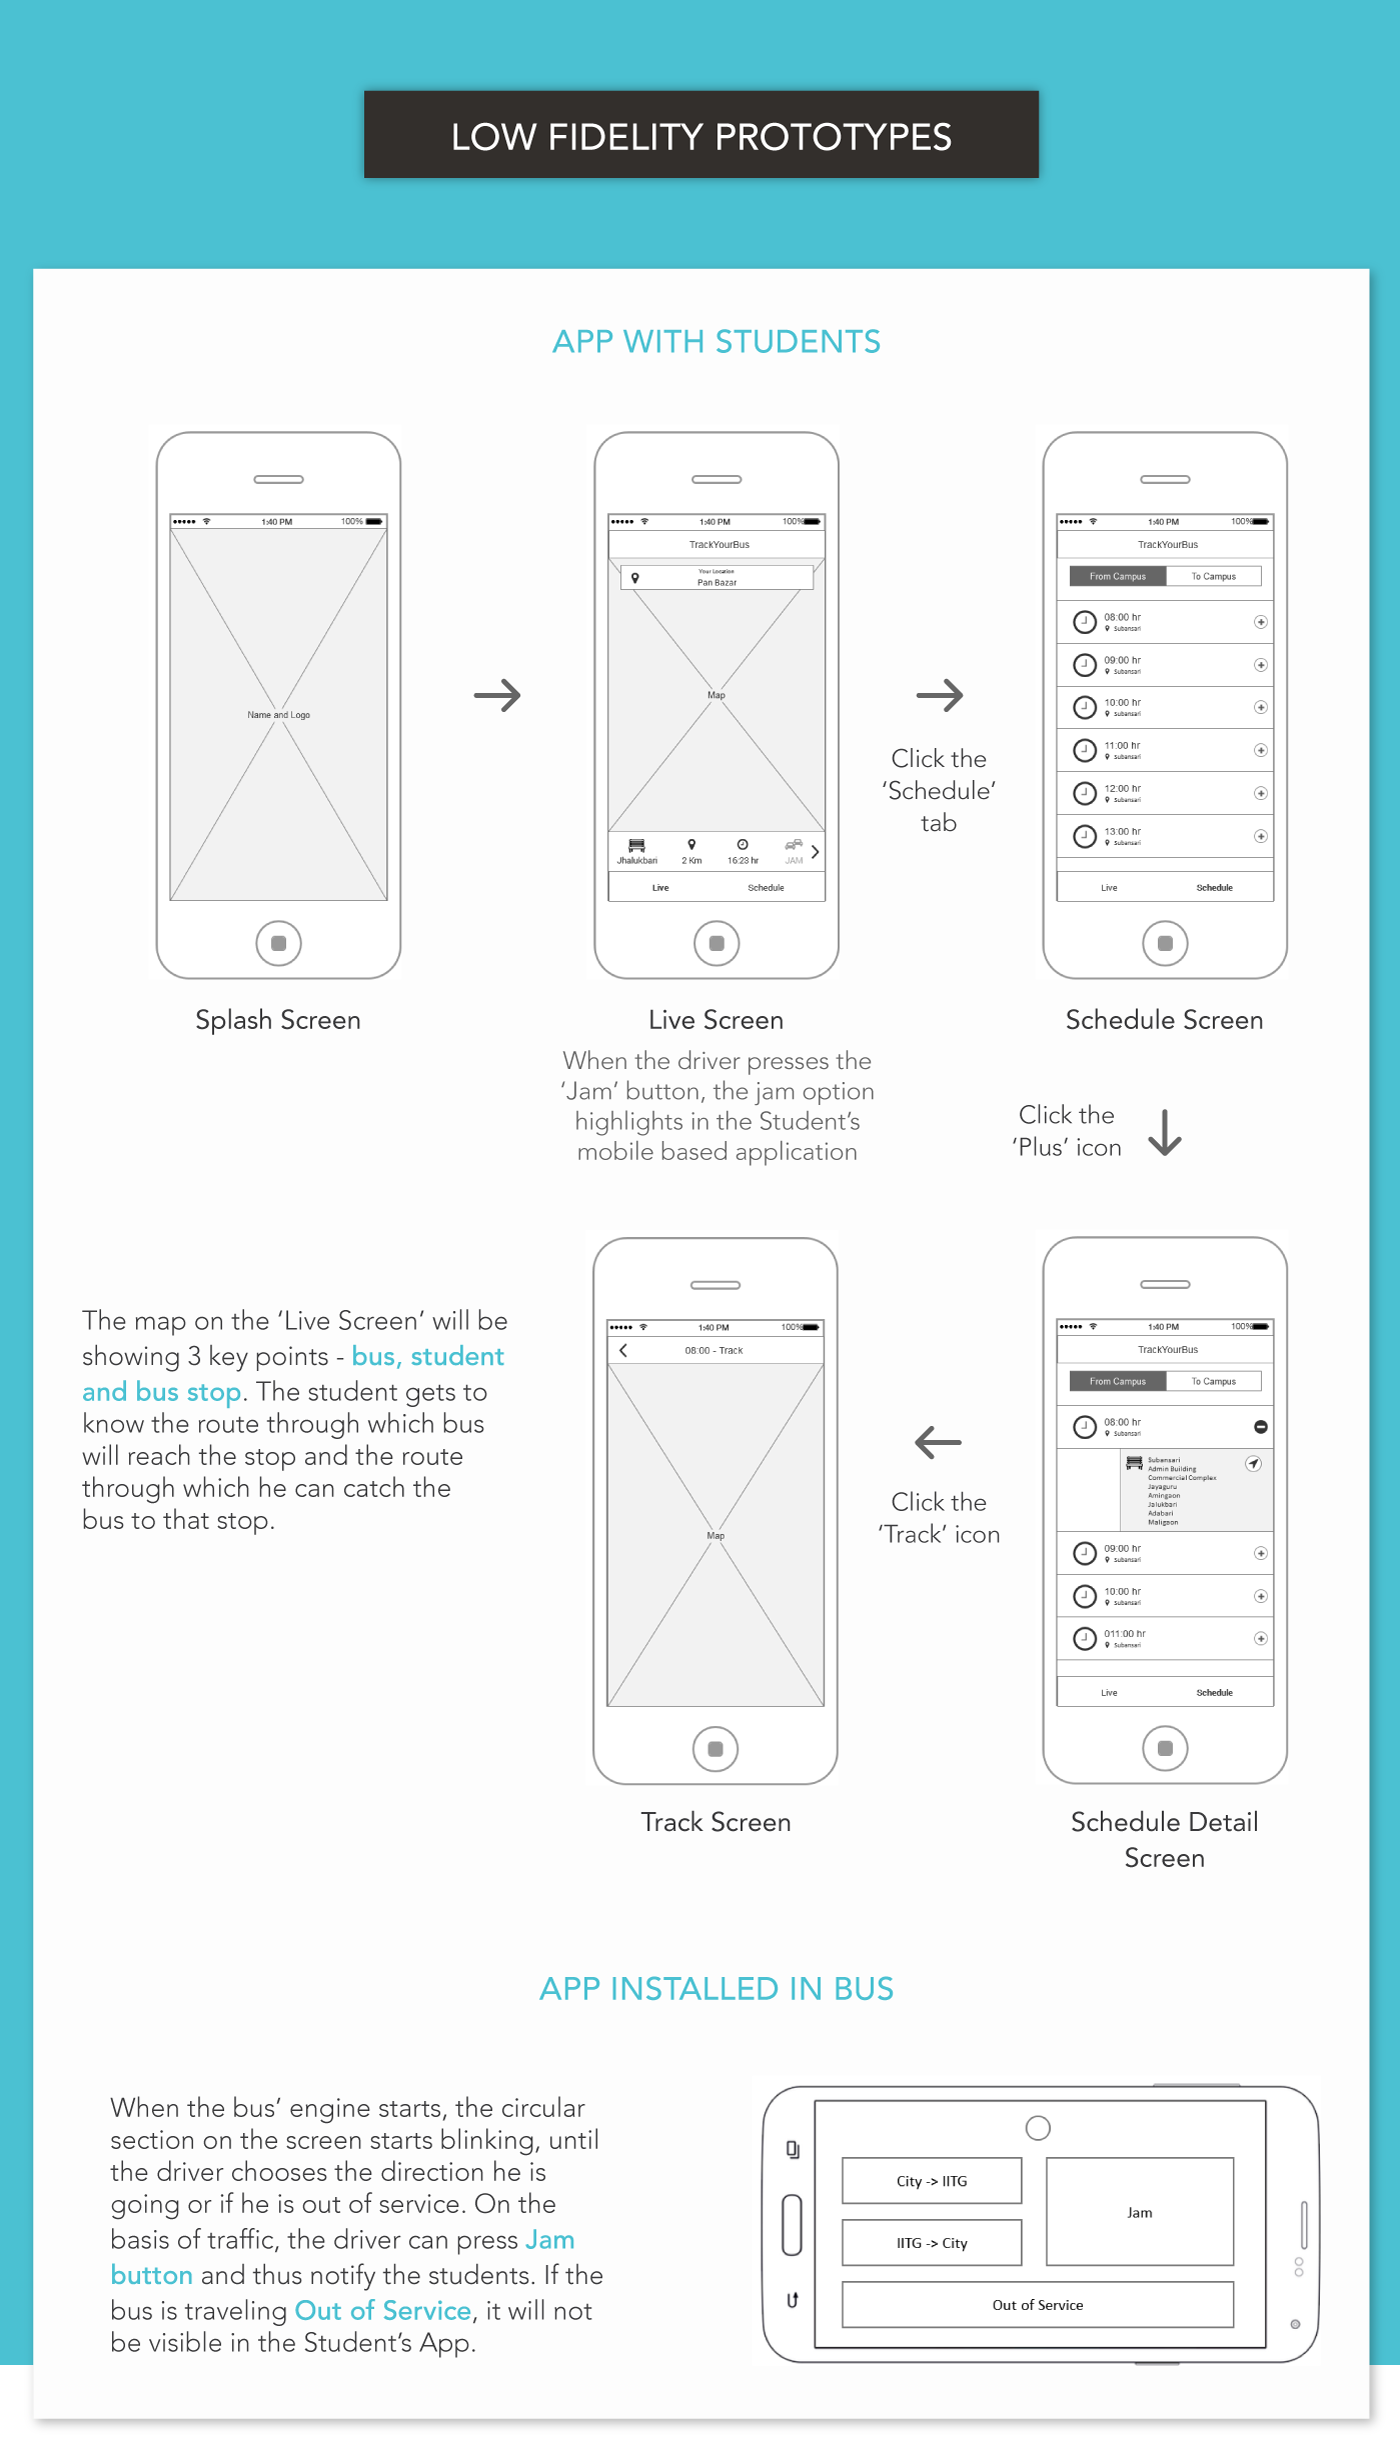 LOW FIDELITY PROTOTYPES
APP WITH STUDENTS
1:40 PM
100%
Name and Logo
Splash Screen
1:40 PM
100%
TrackYourBus
Your Location
Pan Bazar
Map
Jhalukbari
2 Km
16:23 hr
JAM
Live
Schedule
Live Screen
When the driver presses the
‘Jam’ button, the jam option
highlights in the Student’s
mobile based application
Click the
‘Schedule’
tab
1:40 PM
100%
TrackYourBus
From Campus
To Campus
08:00 hr
Subansari
09:00 hr
Subansari
10:00 hr
Subansari
11:00 hr
Subansari
12:00 hr
Subansari
13:00 hr
Subansari
Live
Schedule
Schedule Screen
Click the
‘Plus’ icon
1:40 PM
100%
TrackYourBus
From Campus
To Campus
08:00 hr
Subansari
Subansari
Admin Building
Commercial Complex
Jayaguru
Amingaon
Jalukbari
Adabari
Maligaon
09:00 hr
Subansari
10:00 hr
Subansari
011:00 hr
Subansari
Live
Schedule
Schedule Detail
Screen
Click the
‘Track’ icon
1:40 PM
100%
08:00 - Track
Map
Track Screen
The map on the ‘Live Screen’ will be
showing 3 key points - bus, student
and bus stop. The student gets to
know the route through which bus
will reach the stop and the route
through which he can catch the
bus to that stop.
APP INSTALLED IN BUS
When the bus’ engine starts, the circular
section on the screen starts blinking, until
the driver chooses the direction he is
going or if he is out of service. On the
basis of traffic, the driver can press Jam
button and thus notify the students. If the
bus is traveling Out of Service, it will not
be visible in the Student’s App.
City -> IITG
IITG -> City
Jam
Out of Service